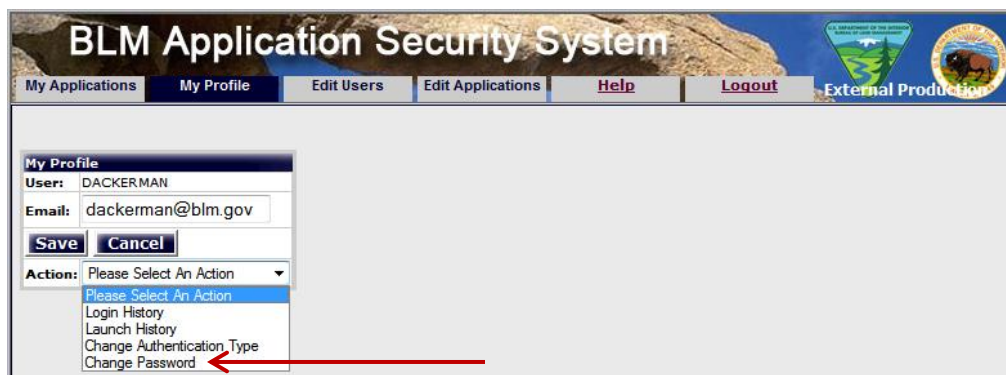 BLM Application Security System
My Applications My Profile Edit Users Edit Applications Help Logout External Production
My Profile
User: DACKERMAN
Email: dackerman@blm.gov
Save Cancel
Action: Please Select An Action
Please Select An Action
Login History
Launch History
Change Authentication Type
Change Password